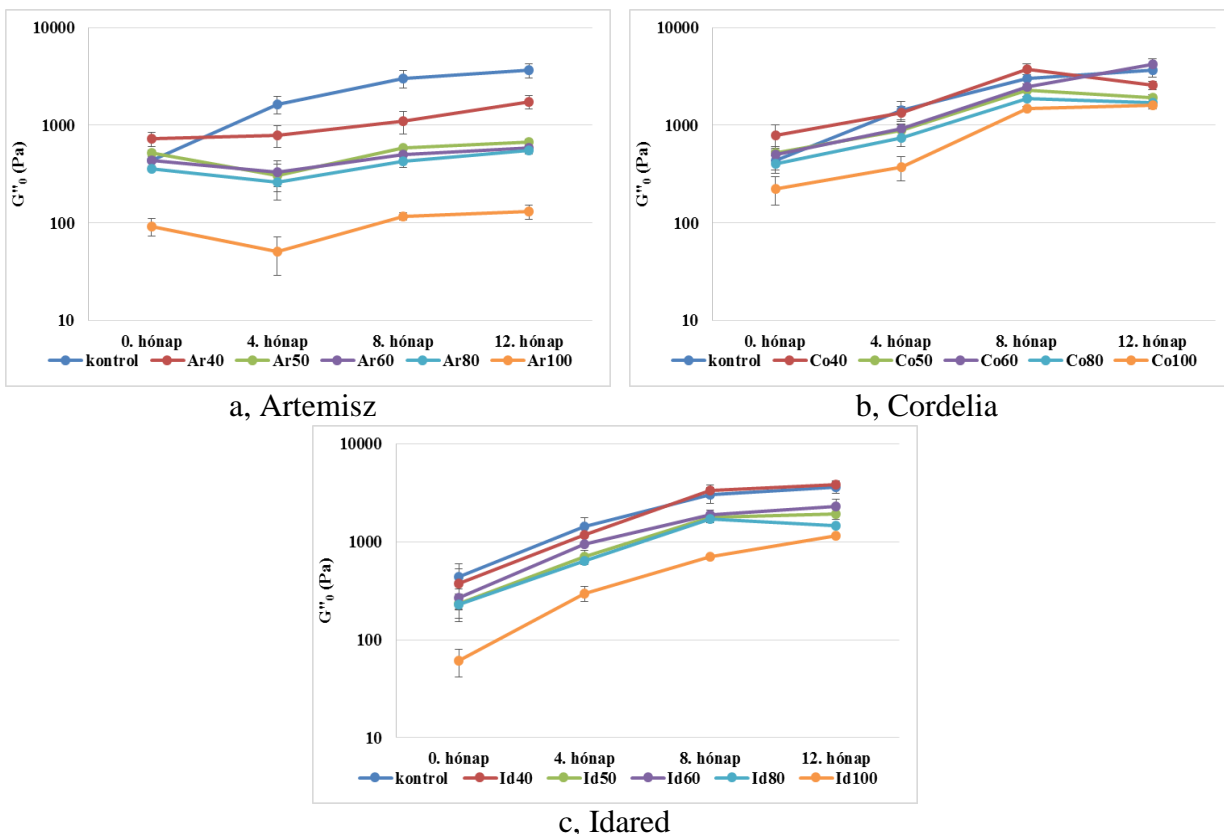 10000
1000
100
10
G"₀ (Pa)
0. hónap 4. hónap 8. hónap 12. hónap
kontrol Ar40 Ar50 Ar60 Ar80 Ar100
a, Artemisz
10000
1000
100
10
G"₀ (Pa)
0. hónap 4. hónap 8. hónap 12. hónap
kontrol Co40 Co50 Co60 Co80 Co100
b, Cordelia
10000
1000
100
10
G"₀ (Pa)
0. hónap 4. hónap 8. hónap 12. hónap
kontrol Id40 Id50 Id60 Id80 Id100
c, Idared